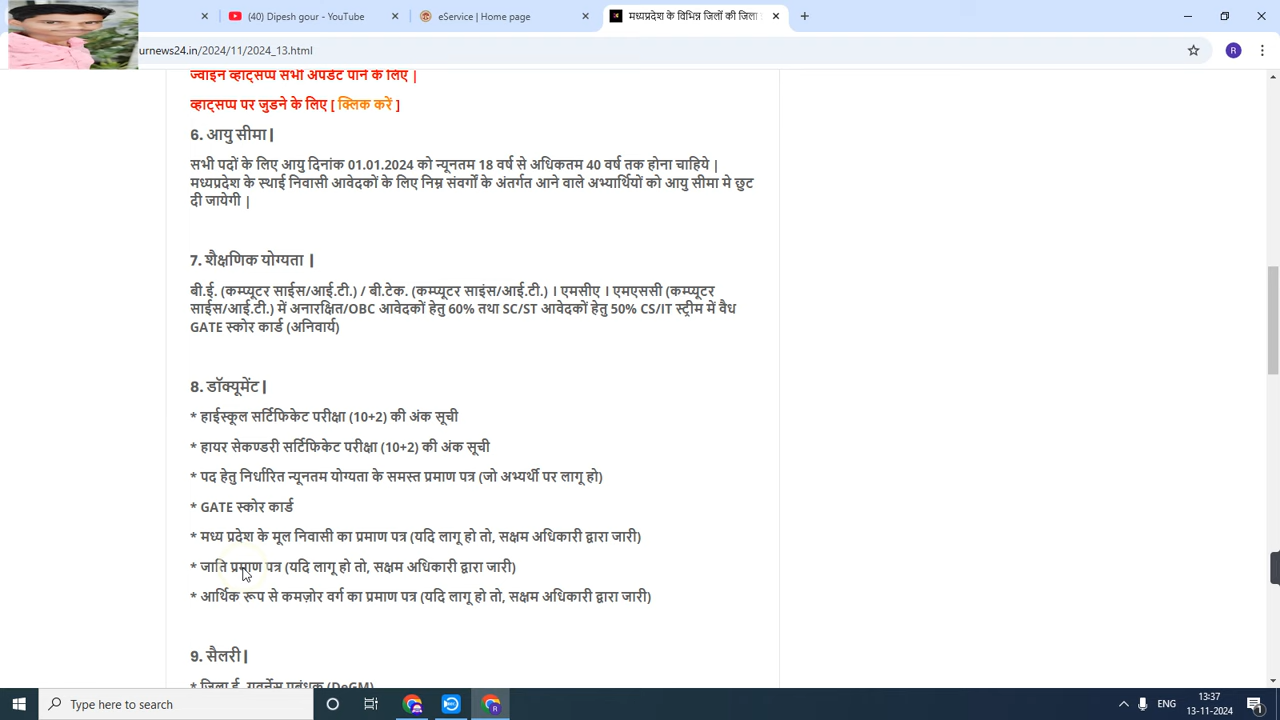 (40) Dipesh gour - YouTube
eService | Home page
मध्यप्रदेश के विभिन्न जिलों की जिला
urnews24.in/2024/11/2024_13.html
R
ज्वाइन व्हाट्सप्प सभी अपडेट पाने के लिए |
व्हाट्सप्प पर जुडने के लिए [ क्लिक करें ]
6. आयु सीमा |
सभी पदों के लिए आयु दिनांक 01.01.2024 को न्यूनतम 18 वर्ष से अधिकतम 40 वर्ष तक होना चाहिये |
मध्यप्रदेश के स्थाई निवासी आवेदकों के लिए निम्न संवर्गों के अंतर्गत आने वाले अभ्यार्थियों को आयु सीमा मे छुट
दी जायेगी |
7. शैक्षणिक योग्यता |
बी.ई. (कम्प्यूटर साईस/आई.टी.) / बी.टेक. (कम्प्यूटर साइंस/आई.टी.) । एमसीए । एमएससी (कम्प्यूटर
साईस/आई.टी.) में अनारक्षित/OBC आवेदकों हेतु 60% तथा SC/ST आवेदकों हेतु 50% CS/IT स्ट्रीम में वैध
GATE स्कोर कार्ड (अनिवार्य)
8. डॉक्यूमेंट |
* हाईस्कूल सर्टिफिकेट परीक्षा (10+2) की अंक सूची
* हायर सेकण्डरी सर्टिफिकेट परीक्षा (10+2) की अंक सूची
* पद हेतु निर्धारित न्यूनतम योग्यता के समस्त प्रमाण पत्र (जो अभ्यर्थी पर लागू हो)
* GATE स्कोर कार्ड
* मध्य प्रदेश के मूल निवासी का प्रमाण पत्र (यदि लागू हो तो, सक्षम अधिकारी द्वारा जारी)
* जाति प्रमाण पत्र (यदि लागू हो तो, सक्षम अधिकारी द्वारा जारी)
* आर्थिक रूप से कमज़ोर वर्ग का प्रमाण पत्र (यदि लागू हो तो, सक्षम अधिकारी द्वारा जारी)
9. सैलरी |
* जिला ई गवर्नेंस प्रबंधक (DeGM)
Type here to search
ENG
13:37
13-11-2024